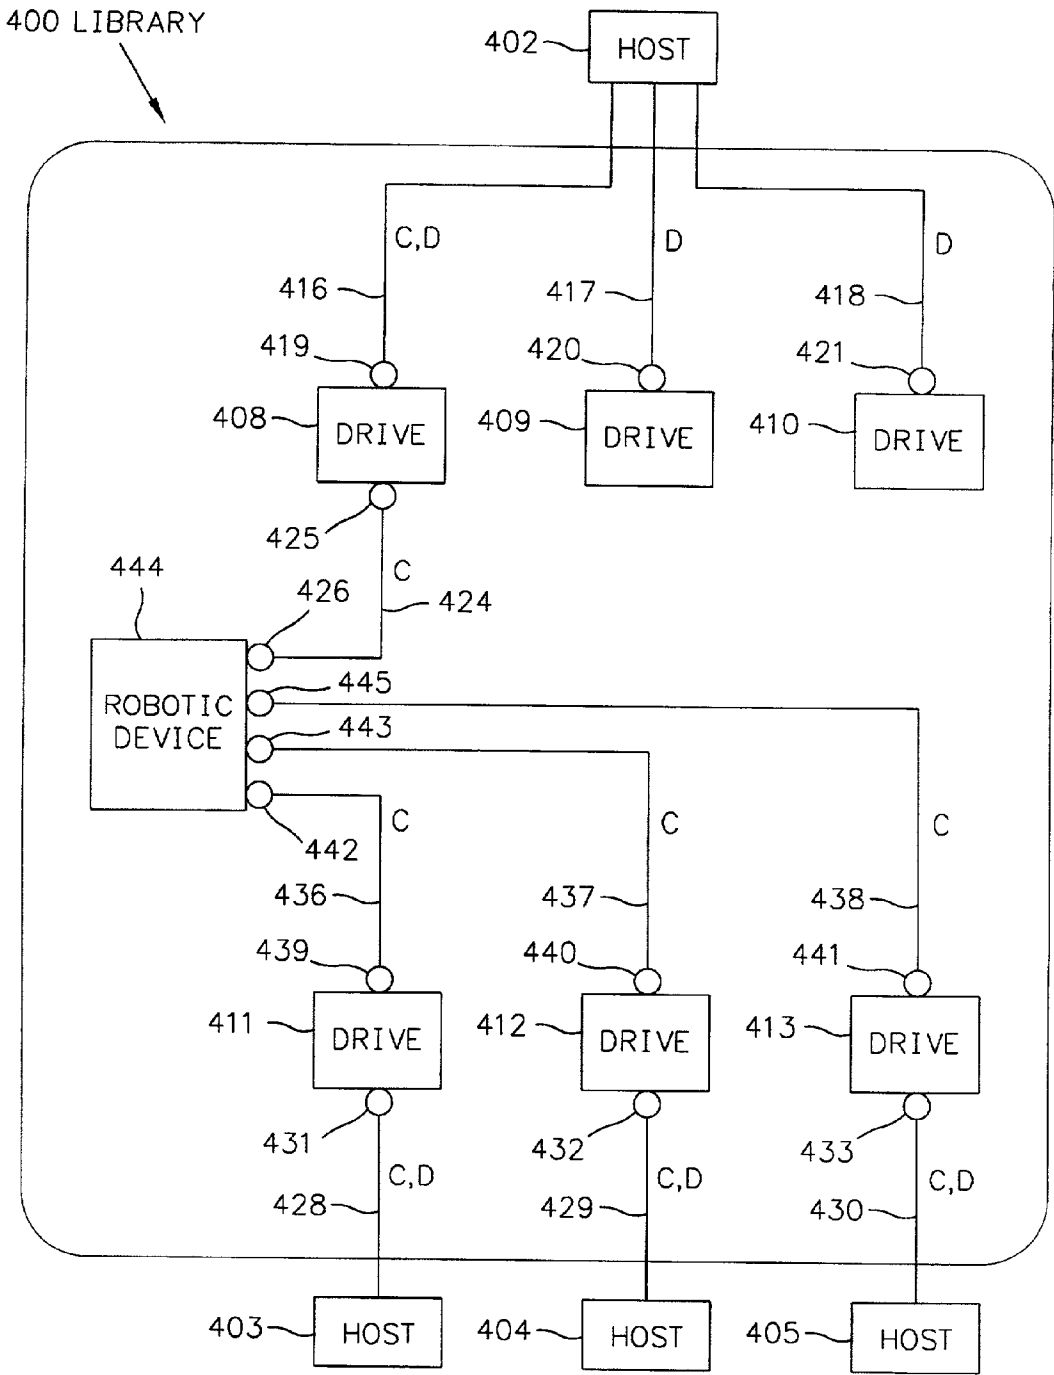 400 LIBRARY
402
HOST
C,D
D
D
416
417
418
419
420
421
408
DRIVE
409
DRIVE
410
DRIVE
425
444
426
C
424
445
ROBOTIC
DEVICE
443
442
C
C
C
436
437
438
439
440
441
411
DRIVE
412
DRIVE
413
DRIVE
431
432
433
C,D
C,D
C,D
428
429
430
403
HOST
404
HOST
405
HOST